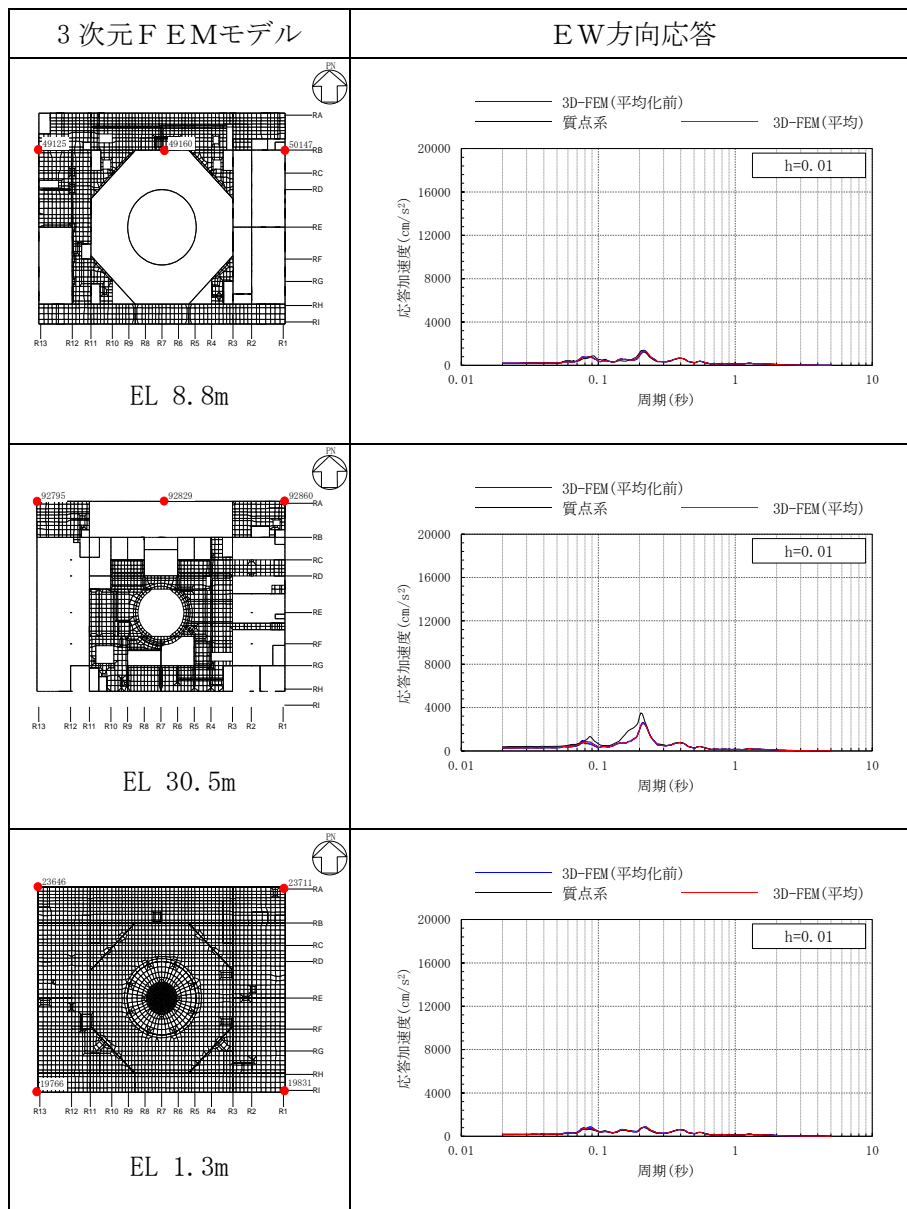 3次元FEMモデル
EW方向応答
PN
49125
49160
50147
RA
RB
RC
RD
RE
RF
RG
RH
RI
R13 R12 R11 R10 R9 R8 R7 R6 R5 R4 R3 R2 R1
EL 8.8m
3D-FEM(平均化前)
質点系 3D-FEM(平均)
h=0.01
応答加速度(cm/s²)
20000
16000
12000
8000
4000
0
0.01 0.1 1 10
周期(秒)
PN
92795
92829
92860
RA
RB
RC
RD
RE
RF
RG
RH
RI
R13 R12 R11 R10 R9 R8 R7 R6 R5 R4 R3 R2 R1
EL 30.5m
3D-FEM(平均化前)
質点系 3D-FEM(平均)
h=0.01
応答加速度(cm/s²)
20000
16000
12000
8000
4000
0
0.01 0.1 1 10
周期(秒)
PN
23646
23711
RA
RB
RC
RD
RE
RF
RG
RH
RI
19766
19831
R13 R12 R11 R10 R9 R8 R7 R6 R5 R4 R3 R2 R1
EL 1.3m
3D-FEM(平均化前)
質点系 3D-FEM(平均)
h=0.01
応答加速度(cm/s²)
20000
16000
12000
8000
4000
0
0.01 0.1 1 10
周期(秒)